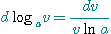 d log_a v = dv / (v ln a)